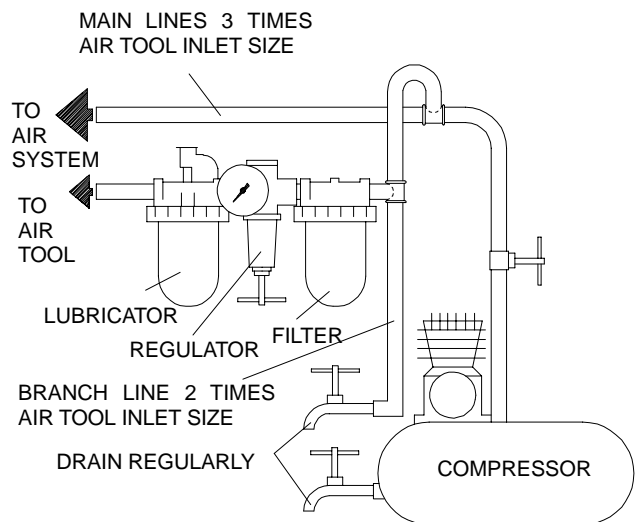 MAIN LINES 3 TIMES
AIR TOOL INLET SIZE
TO
AIR
SYSTEM
TO
AIR
TOOL
LUBRICATOR
REGULATOR
FILTER
BRANCH LINE 2 TIMES
AIR TOOL INLET SIZE
DRAIN REGULARLY
COMPRESSOR